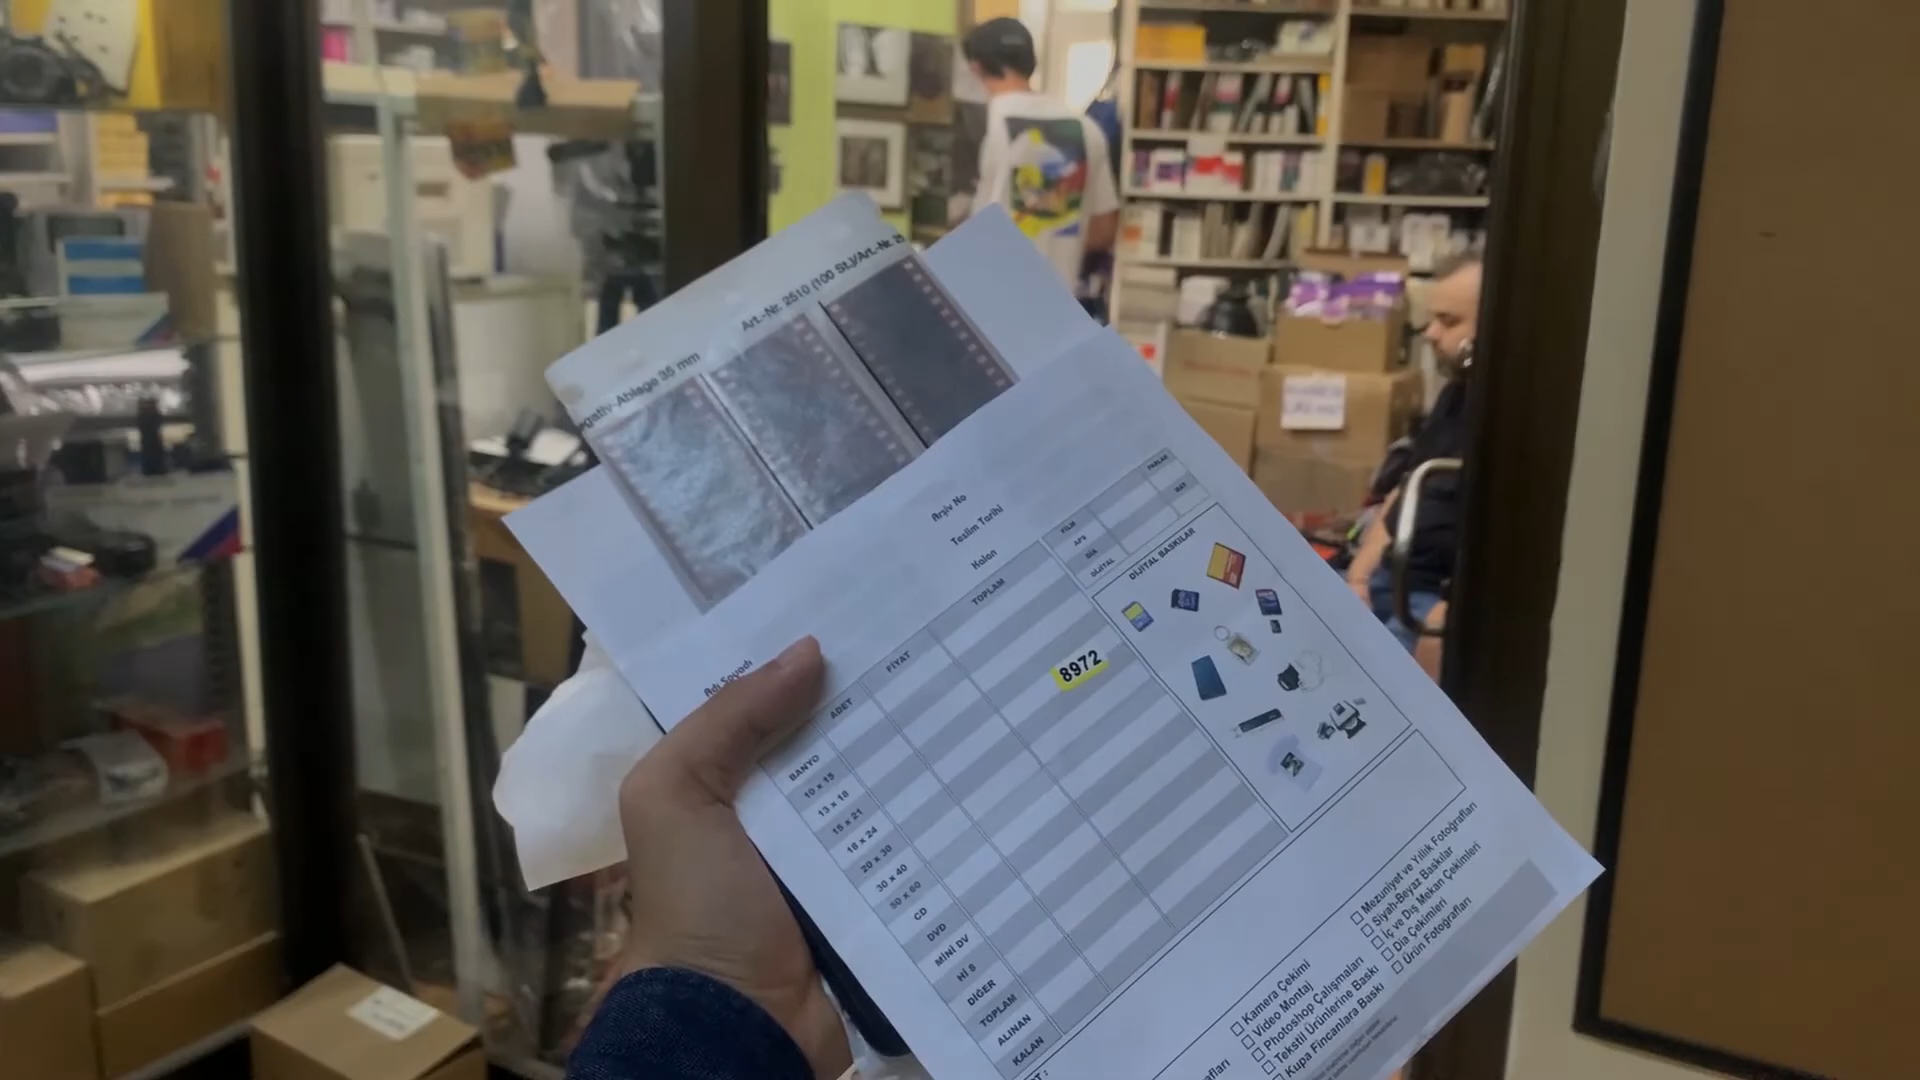 Negativ-Ablage 35 mm
Art.-Nr. 2510 (100 St.)/Art.-Nr.
Arşiv No
Teslim Tarihi
Kalan
Adı Soyadı
FİLM
APS
DİA
DİJİTAL
PARLAK
MAT
ADET
FİYAT
TOPLAM
BANYO
10 x 15
13 x 18
15 x 21
18 x 24
20 x 30
30 x 40
50 x 60
CD
DVD
MİNİ DV
Hİ 8
DİĞER
TOPLAM
ALINAN
KALAN
8972
DİJİTAL BASKILAR
Kamera Çekimi
Video Montaj
Photoshop Çalışmaları
Tekstil Ürünlerine Baskı
Kupa Fincanlara Baskı
Mezuniyet ve Yıllık Fotoğrafları
Siyah-Beyaz Baskılar
İç ve Dış Mekan Çekimleri
Dia Çekimleri
Ürün Fotoğrafları